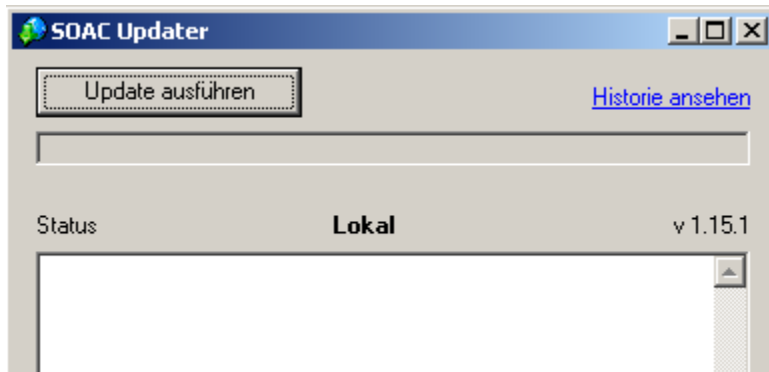 SOAC Updater
Update ausführen
Historie ansehen
Status Lokal v 1.15.1